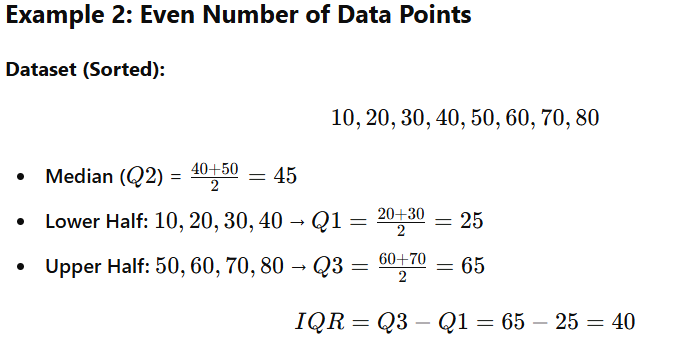 Example 2: Even Number of Data Points
Dataset (Sorted):
10, 20, 30, 40, 50, 60, 70, 80
• Median (Q2) = \frac{40+50}{2} = 45
• Lower Half: 10, 20, 30, 40 → Q1 = \frac{20+30}{2} = 25
• Upper Half: 50, 60, 70, 80 → Q3 = \frac{60+70}{2} = 65
IQR = Q3 − Q1 = 65 − 25 = 40